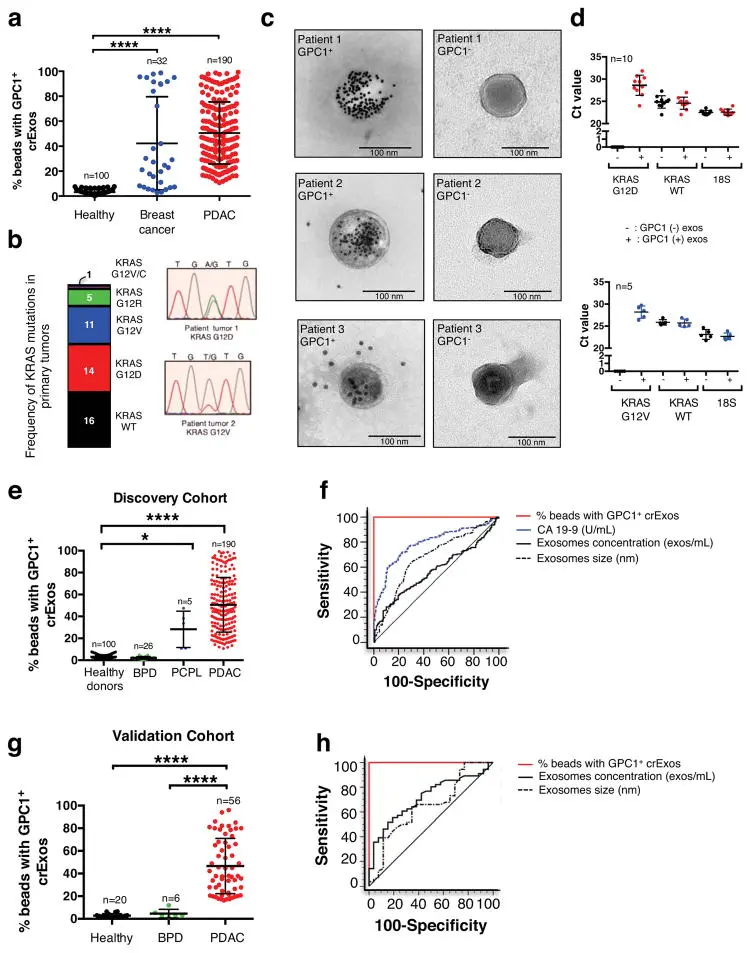 a
****
****
n=32
n=190
n=100
% beads with GPC1+
crExos
100
80
60
40
20
0
Healthy
Breast
cancer
PDAC
b
Frequency of KRAS mutations in
primary tumors
1
KRAS
G12V/C
5
KRAS
G12R
11
KRAS
G12V
14
KRAS
G12D
16
KRAS
WT
T G A/G T G
Patient tumor 1
KRAS G12D
T G T/G T G
Patient tumor 2
KRAS G12V
c
Patient 1
GPC1+
100 nm
Patient 1
GPC1-
100 nm
Patient 2
GPC1+
100 nm
Patient 2
GPC1-
100 nm
Patient 3
GPC1+
100 nm
Patient 3
GPC1-
100 nm
d
n=10
Ct value
35
30
25
20
2
0
- + - + - +
KRAS
G12D
KRAS
WT
18S
- : GPC1 (-) exos
+ : GPC1 (+) exos
n=5
Ct value
35
30
25
20
2
0
- + - + - +
KRAS
G12V
KRAS
WT
18S
e
Discovery Cohort
****
*
n=190
n=5
n=100
n=26
% beads with GPC1+
crExos
100
80
60
40
20
0
Healthy
donors
BPD
PCPL
PDAC
f
Sensitivity
100
80
60
40
20
0
0 20 40 60 80 100
100-Specificity
% beads with GPC1+ crExos
CA 19-9 (U/mL)
Exosomes concentration (exos/mL)
Exosomes size (nm)
g
Validation Cohort
****
****
n=56
n=20
n=6
% beads with GPC1+
crExos
100
80
60
40
20
0
Healthy
BPD
PDAC
h
Sensitivity
100
80
60
40
20
0
0 20 40 60 80 100
100-Specificity
% beads with GPC1+ crExos
Exosomes concentration (exos/mL)
Exosomes size (nm)